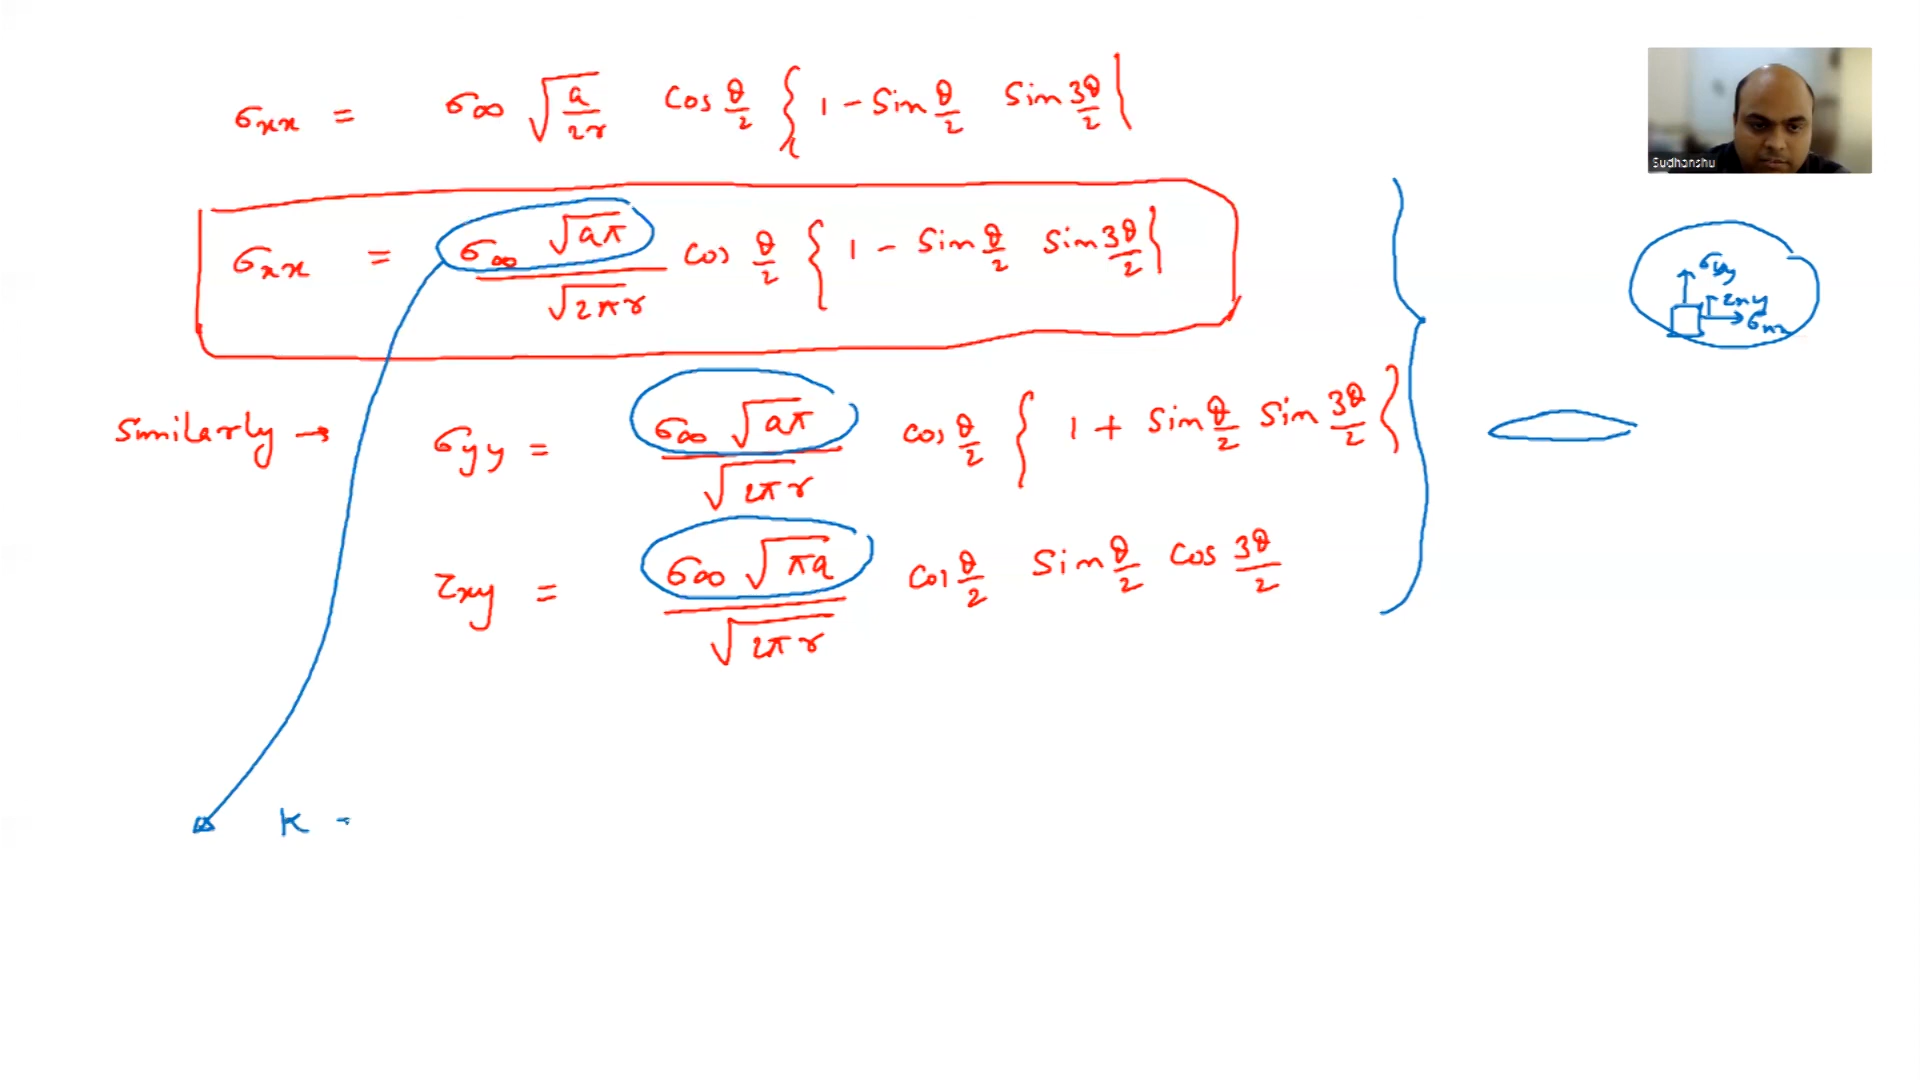 σxx = σ∞ √(a/2r) Cos θ/2 { 1 - Sin θ/2 Sin 3θ/2 }
Sudhanshu
σxx = σ∞ √aπ / √2πr cos θ/2 { 1 - Sin θ/2 Sin 3θ/2 }
σyy
τxy
σxx
Similarly → σyy = σ∞ √aπ / √2πr cos θ/2 { 1 + Sin θ/2 Sin 3θ/2 }
τxy = σ∞ √πa / √2πr cos θ/2 Sin θ/2 Cos 3θ/2
K -